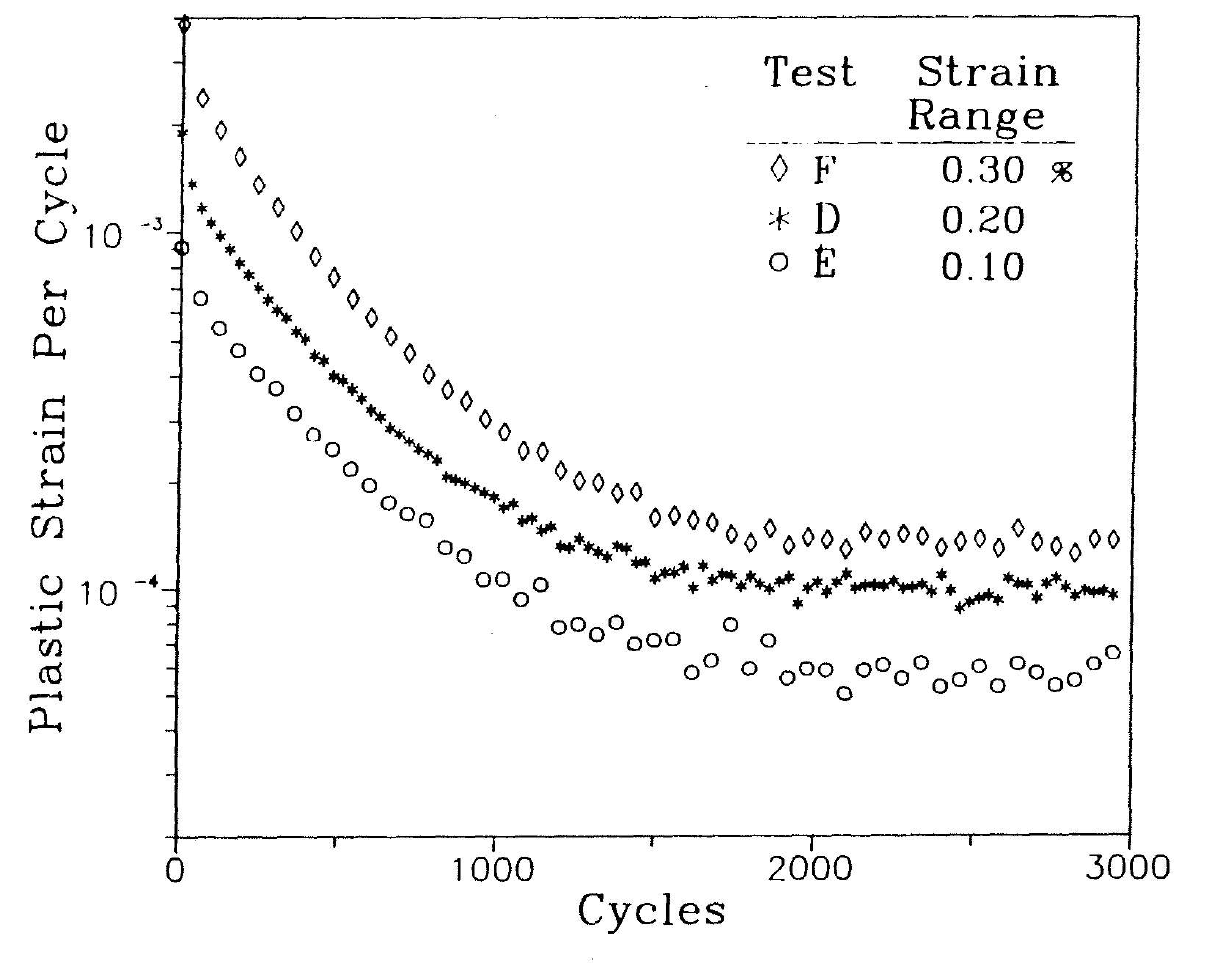 Test Strain
Range
◊ F 0.30 %
* D 0.20
○ E 0.10
Plastic Strain Per Cycle
10 -3
10 -4
0 1000 2000 3000
Cycles